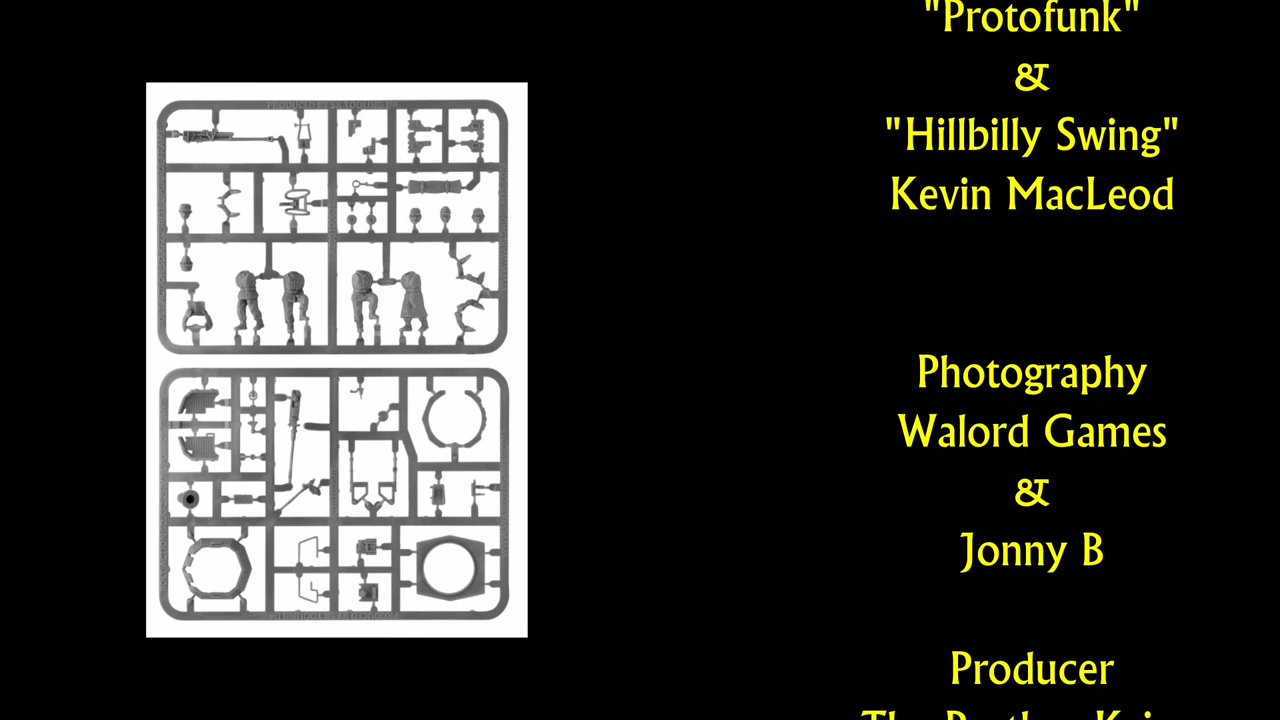 "Protofunk"
&
"Hillbilly Swing"
Kevin MacLeod
Photography
Walord Games
&
Jonny B
Producer